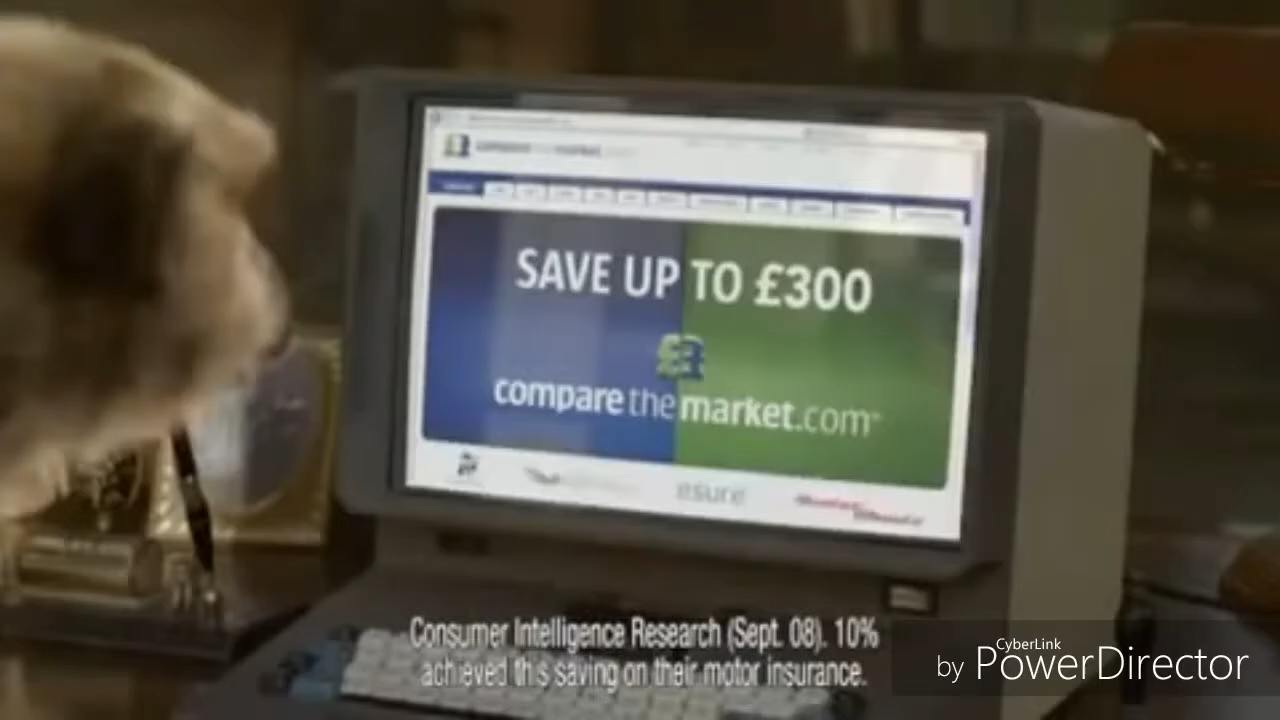 SAVE UP TO £300
comparethemarket.com
esure
Consumer Intelligence Research (Sept. 08). 10%
achieved this saving on their motor insurance.
CyberLink
by PowerDirector